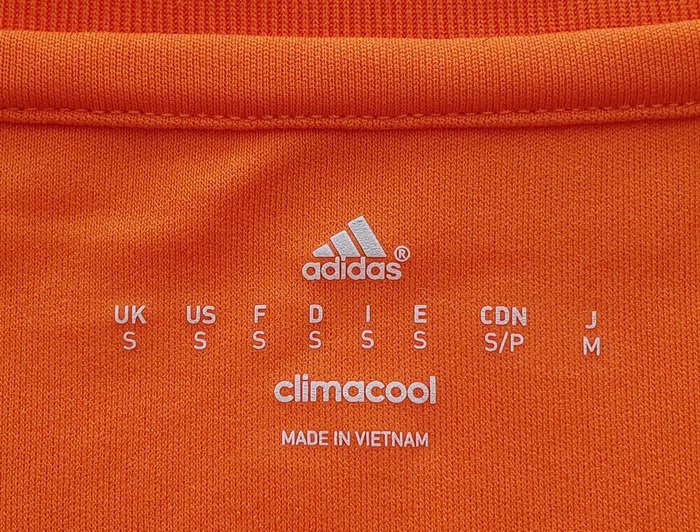 adidas®
UK US F D I E CDN J
S S S S S S S/P M
climacool
MADE IN VIETNAM